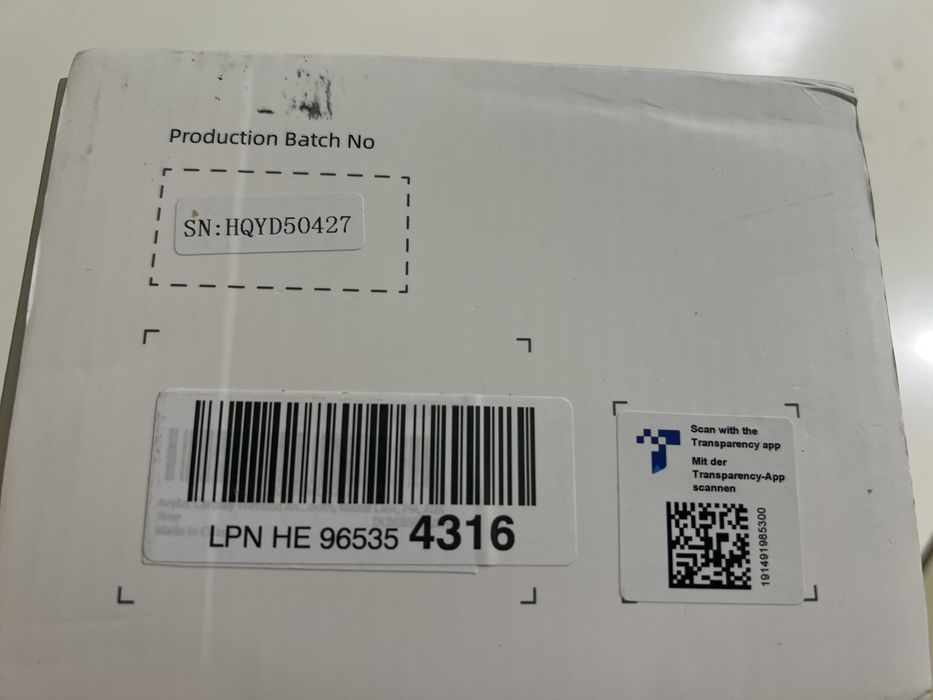 Production Batch No
SN:HQYD50427
LPN HE 96535 4316
Scan with the
Transparency app
Mit der
Transparency-App
scannen
191491985300